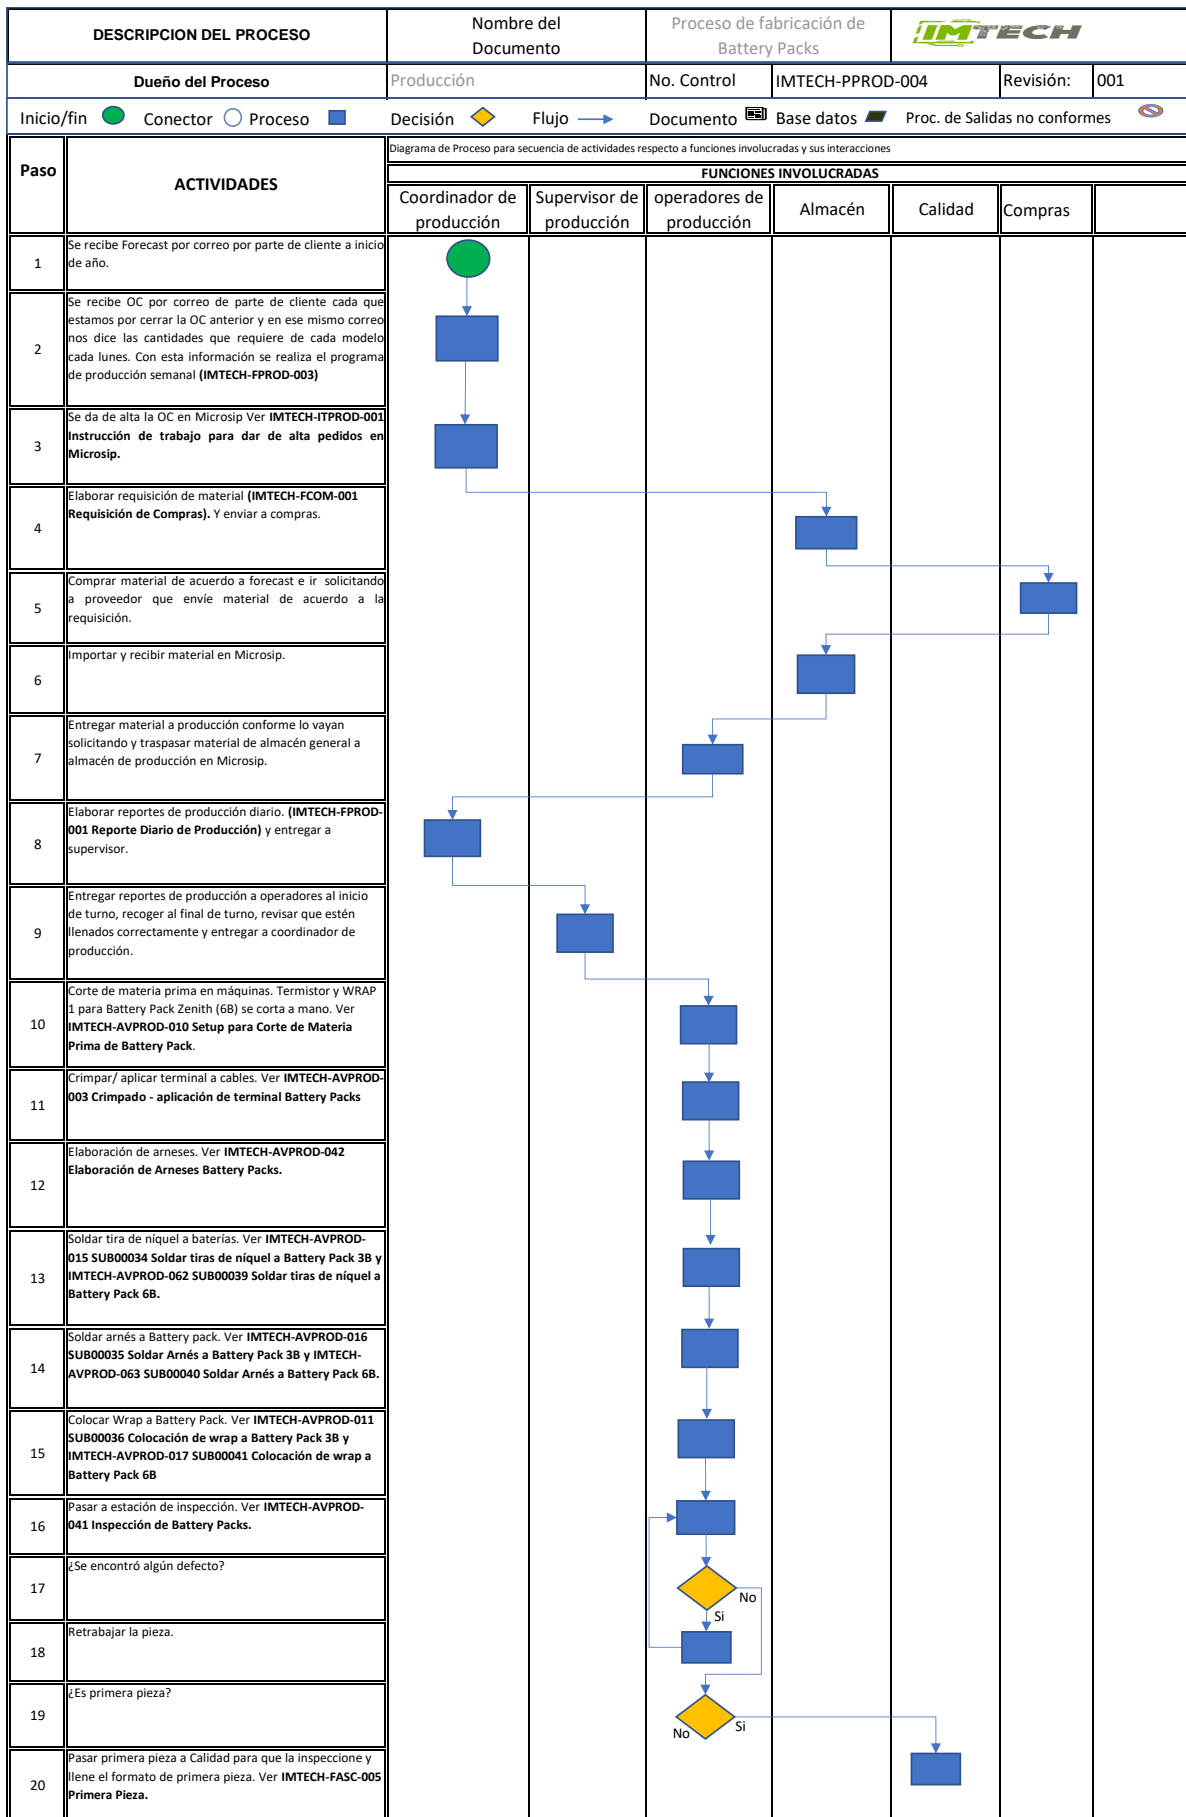 DESCRIPCION DEL PROCESO
Nombre del
Documento
Proceso de fabricación de
Battery Packs
IMTECH
Dueño del Proceso
Producción
No. Control
IMTECH-PPROD-004
Revisión:
001
Inicio/fin
Conector
Proceso
Decisión
Flujo
Documento
Base datos
Proc. de Salidas no conformes
Paso
ACTIVIDADES
Diagrama de Proceso para secuencia de actividades respecto a funciones involucradas y sus interacciones
FUNCIONES INVOLUCRADAS
Coordinador de
producción
Supervisor de
producción
operadores de
producción
Almacén
Calidad
Compras
1
Se recibe Forecast por correo por parte de cliente a inicio
de año.
2
Se recibe OC por correo de parte de cliente cada que
estamos por cerrar la OC anterior y en ese mismo correo
nos dice las cantidades que requiere de cada modelo
cada lunes. Con esta información se realiza el programa
de producción semanal (IMTECH-FPROD-003)
3
Se da de alta la OC en Microsip Ver IMTECH-ITPROD-001
Instrucción de trabajo para dar de alta pedidos en
Microsip.
4
Elaborar requisición de material (IMTECH-FCOM-001
Requisición de Compras). Y enviar a compras.
5
Comprar material de acuerdo a forecast e ir solicitando
a proveedor que envíe material de acuerdo a la
requisición.
6
Importar y recibir material en Microsip.
7
Entregar material a producción conforme lo vayan
solicitando y traspasar material de almacén general a
almacén de producción en Microsip.
8
Elaborar reportes de producción diario. (IMTECH-FPROD-
001 Reporte Diario de Producción) y entregar a
supervisor.
9
Entregar reportes de producción a operadores al inicio
de turno, recoger al final de turno, revisar que estén
llenados correctamente y entregar a coordinador de
producción.
10
Corte de materia prima en máquinas. Termistor y WRAP
1 para Battery Pack Zenith (6B) se corta a mano. Ver
IMTECH-AVPROD-010 Setup para Corte de Materia
Prima de Battery Pack.
11
Crimpar/ aplicar terminal a cables. Ver IMTECH-AVPROD-
003 Crimpado - aplicación de terminal Battery Packs
12
Elaboración de arneses. Ver IMTECH-AVPROD-042
Elaboración de Arneses Battery Packs.
13
Soldar tira de níquel a baterías. Ver IMTECH-AVPROD-
015 SUB00034 Soldar tiras de níquel a Battery Pack 3B y
IMTECH-AVPROD-062 SUB00039 Soldar tiras de níquel a
Battery Pack 6B.
14
Soldar arnés a Battery pack. Ver IMTECH-AVPROD-016
SUB00035 Soldar Arnés a Battery Pack 3B y IMTECH-
AVPROD-063 SUB00040 Soldar Arnés a Battery Pack 6B.
15
Colocar Wrap a Battery Pack. Ver IMTECH-AVPROD-011
SUB00036 Colocación de wrap a Battery Pack 3B y
IMTECH-AVPROD-017 SUB00041 Colocación de wrap a
Battery Pack 6B
16
Pasar a estación de inspección. Ver IMTECH-AVPROD-
041 Inspección de Battery Packs.
17
¿Se encontró algún defecto?
No
Si
18
Retrabajar la pieza.
19
¿Es primera pieza?
No
Si
20
Pasar primera pieza a Calidad para que la inspeccione y
llene el formato de primera pieza. Ver IMTECH-FASC-005
Primera Pieza.